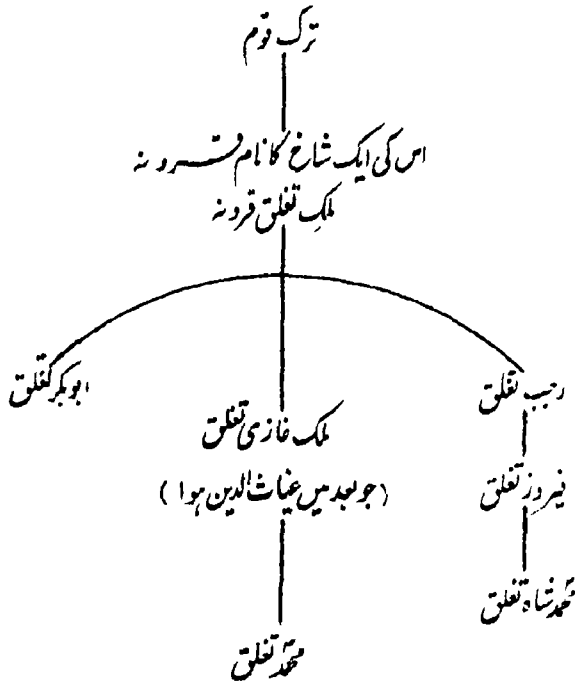 ترک قوم
اس کی ایک شاخ کا نام قرونہ
ملک تغلق قرونہ
رجب تغلق
ابوبکر تغلق
ملک غازی تغلق
فیروز تغلق
(جو بعد میں غیاث الدین ہوا)
محمد شاہ تغلق
محمد تغلق